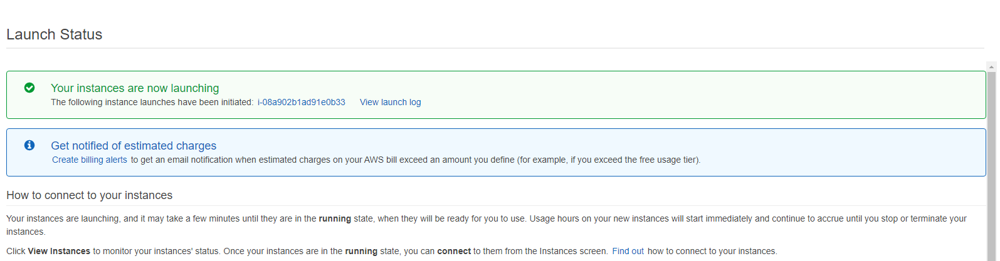 Launch Status
Your instances are now launching
The following instance launches have been initiated: i-08a902b1ad91e0b33 View launch log
Get notified of estimated charges
Create billing alerts to get an email notification when estimated charges on your AWS bill exceed an amount you define (for example, if you exceed the free usage tier).
How to connect to your instances
Your instances are launching, and it may take a few minutes until they are in the running state, when they will be ready for you to use. Usage hours on your new instances will start immediately and continue to accrue until you stop or terminate your
instances.
Click View Instances to monitor your instances' status. Once your instances are in the running state, you can connect to them from the Instances screen. Find out how to connect to your instances.